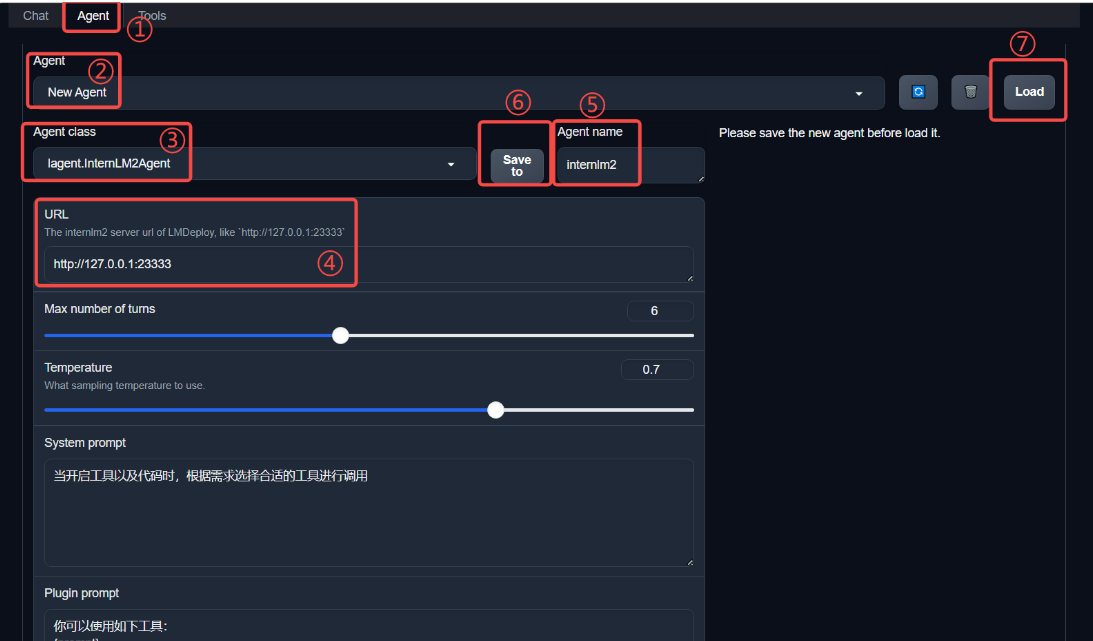 Chat Agent Tools
①
⑦
Agent
②
New Agent
Load
⑥ ⑤
Agent class ③
Agent name
Please save the new agent before load it.
lagent.InternLM2Agent
Save
to
internlm2
URL
The internlm2 server url of LMDeploy, like `http://127.0.0.1:23333`
http://127.0.0.1:23333 ④
Max number of turns 6
Temperature 0.7
What sampling temperature to use.
System prompt
当开启工具以及代码时，根据需求选择合适的工具进行调用
Plugin prompt
你可以使用如下工具：